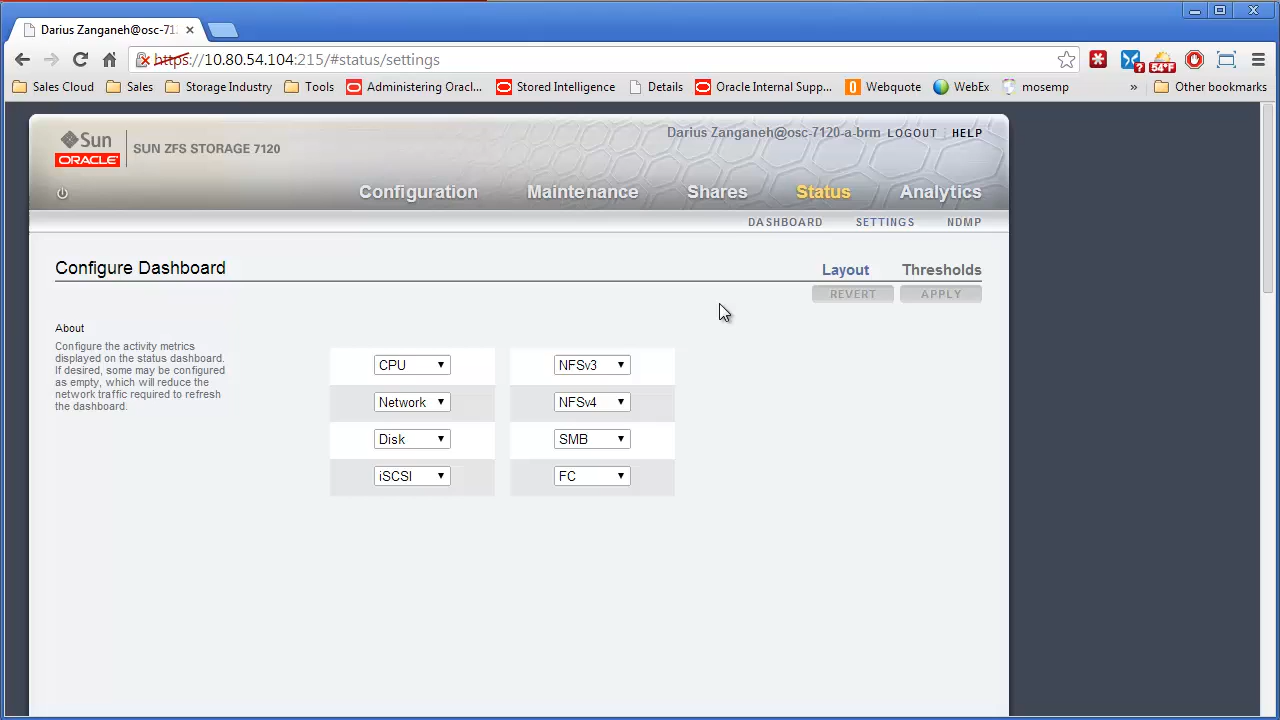 Darius Zanganeh@osc-71
https://10.80.54.104:215/#status/settings
54°F
Sales Cloud Sales Storage Industry Tools Administering Orac... Stored Intelligence Details Oracle Internal Supp... Webquote WebEx mosemp » Other bookmarks
Darius Zanganeh@osc-7120-a-brm LOGOUT HELP
Sun
ORACLE
SUN ZFS STORAGE 7120
Configuration Maintenance Shares Status Analytics
DASHBOARD SETTINGS NDMP
Configure Dashboard
Layout Thresholds
REVERT APPLY
About
Configure the activity metrics
displayed on the status dashboard.
If desired, some may be configured
as empty, which will reduce the
network traffic required to refresh
the dashboard.
CPU NFSv3
Network NFSv4
Disk SMB
iSCSI FC